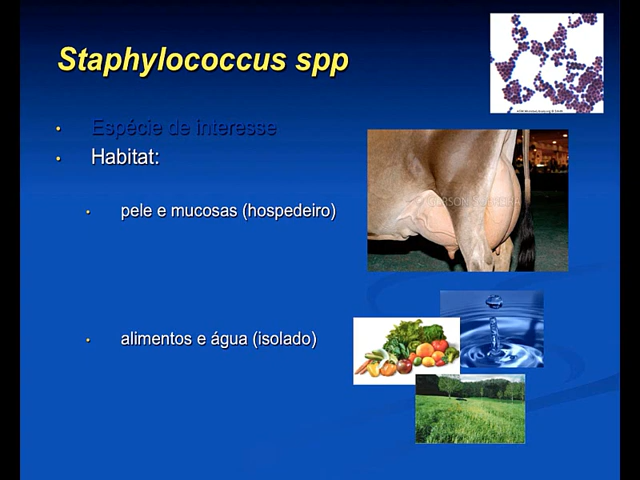 Staphylococcus spp
Espécie de interesse
Habitat:
pele e mucosas (hospedeiro)
alimentos e água (isolado)